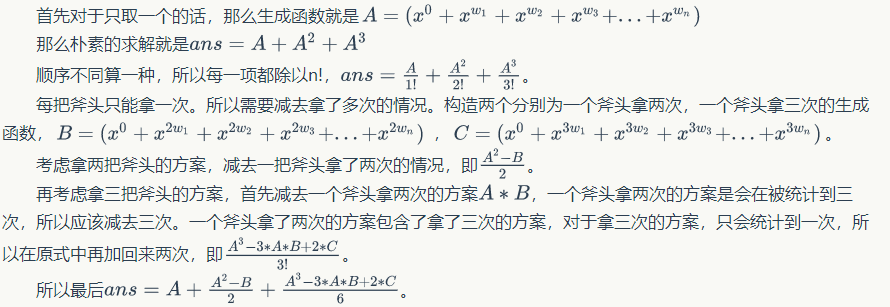 首先对于只取一个的话，那么生成函数就是 $A = (x^0 + x^{w_1} + x^{w_2} + x^{w_3} + \ldots + x^{w_n})$
那么朴素的求解就是$ans = A + A^2 + A^3$
顺序不同算一种，所以每一项都除以n!，$ans = \frac{A}{1!} + \frac{A^2}{2!} + \frac{A^3}{3!}$。
每把斧头只能拿一次。所以需要减去拿了多次的情况。构造两个分别为一个斧头拿两次，一个斧头拿三次的生成
函数，$B = (x^0 + x^{2w_1} + x^{2w_2} + x^{2w_3} + \ldots + x^{2w_n})$ ，$C = (x^0 + x^{3w_1} + x^{3w_2} + x^{3w_3} + \ldots + x^{3w_n})$。
考虑拿两把斧头的方案，减去一把斧头拿了两次的情况，即$\frac{A^2-B}{2}$。
再考虑拿三把斧头的方案，首先减去一个斧头拿两次的方案$A * B$，一个斧头拿两次的方案是会在被统计到三
次，所以应该减去三次。一个斧头拿了两次的方案包含了拿了三次的方案，对于拿三次的方案，只会统计到一次，所
以在原式中再加回来两次，即$\frac{A^3-3*A*B+2*C}{3!}$。
所以最后$ans = A + \frac{A^2-B}{2} + \frac{A^3-3*A*B+2*C}{6}$。